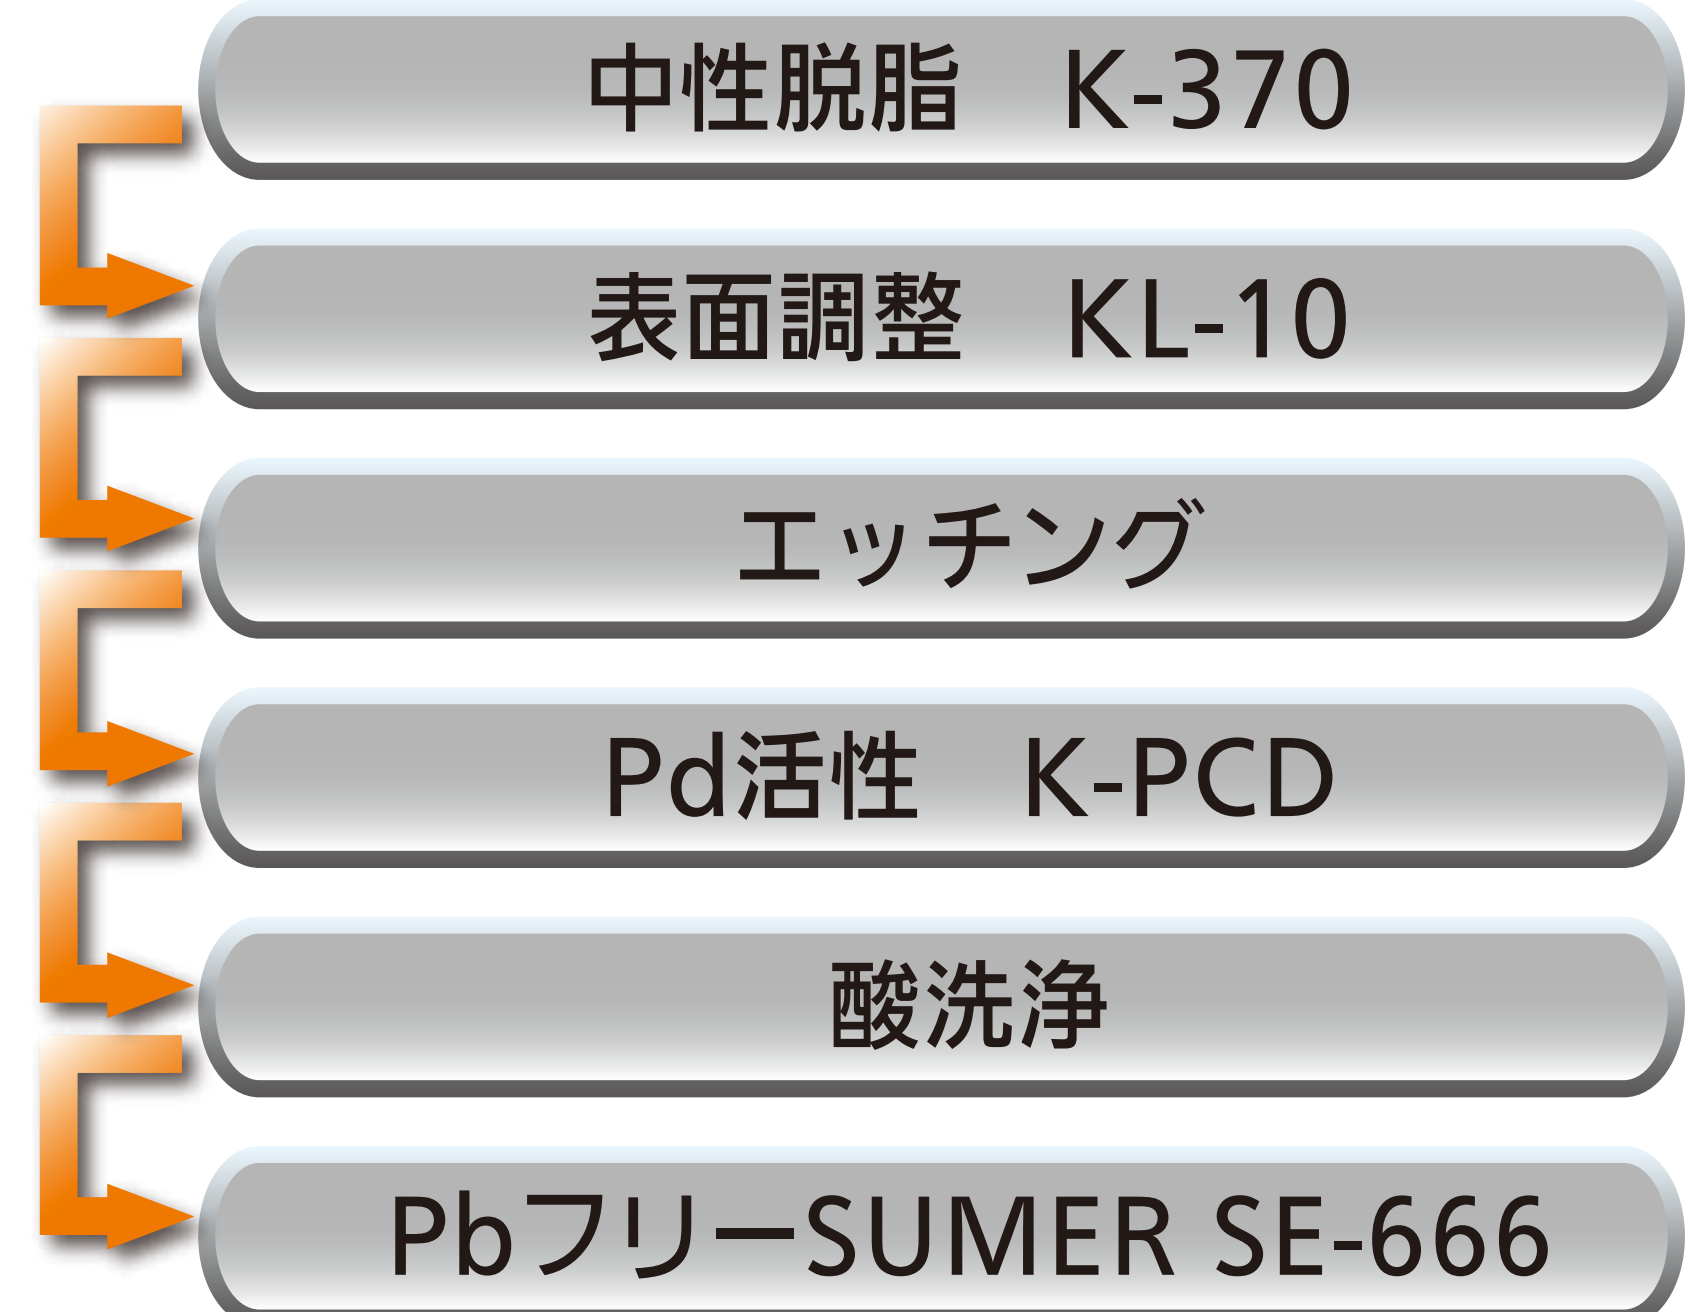 中性脱脂　K-370
表面調整　KL-10
エッチング
Pd活性　K-PCD
酸洗浄
PbフリーSUMER SE-666